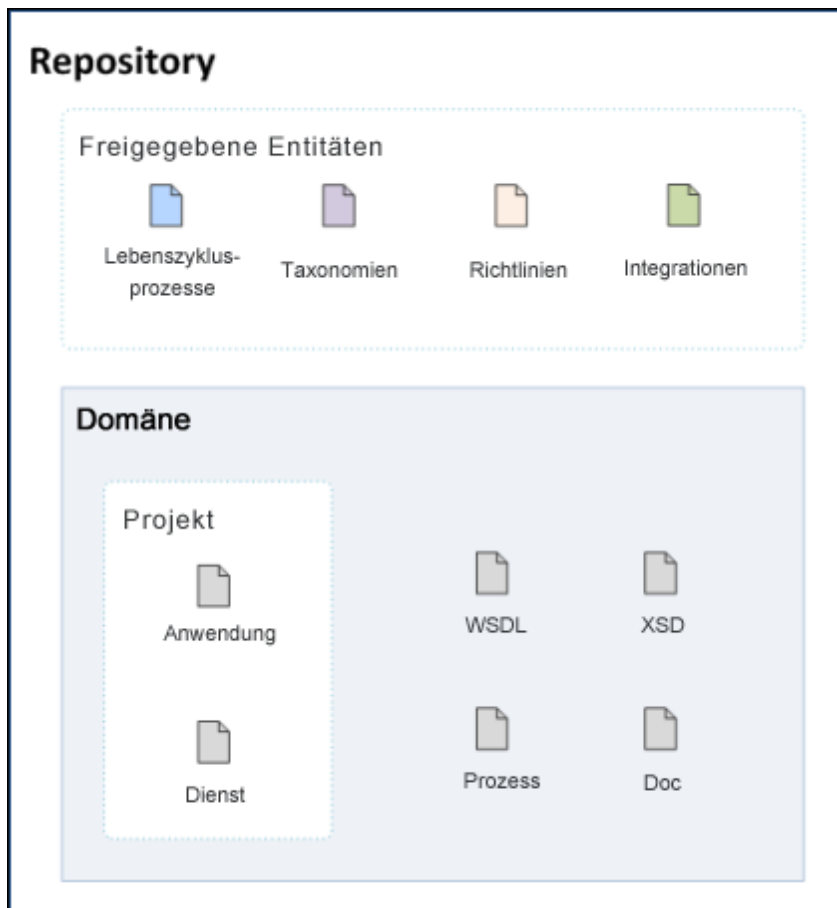 Repository
Freigegebene Entitäten
Lebenszyklus-
prozesse
Taxonomien
Richtlinien
Integrationen
Domäne
Projekt
Anwendung
Dienst
WSDL
XSD
Prozess
Doc